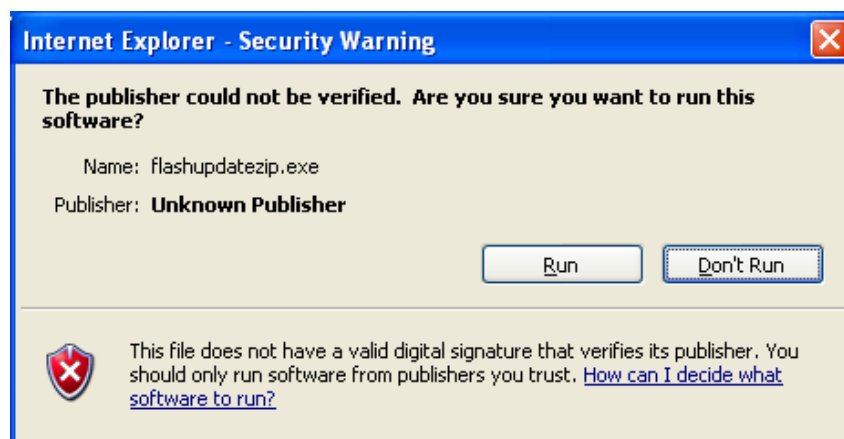 Internet Explorer - Security Warning
The publisher could not be verified.  Are you sure you want to run this
software?
Name: flashupdatezip.exe
Publisher: Unknown Publisher
Run
Don't Run
This file does not have a valid digital signature that verifies its publisher. You
should only run software from publishers you trust. How can I decide what
software to run?